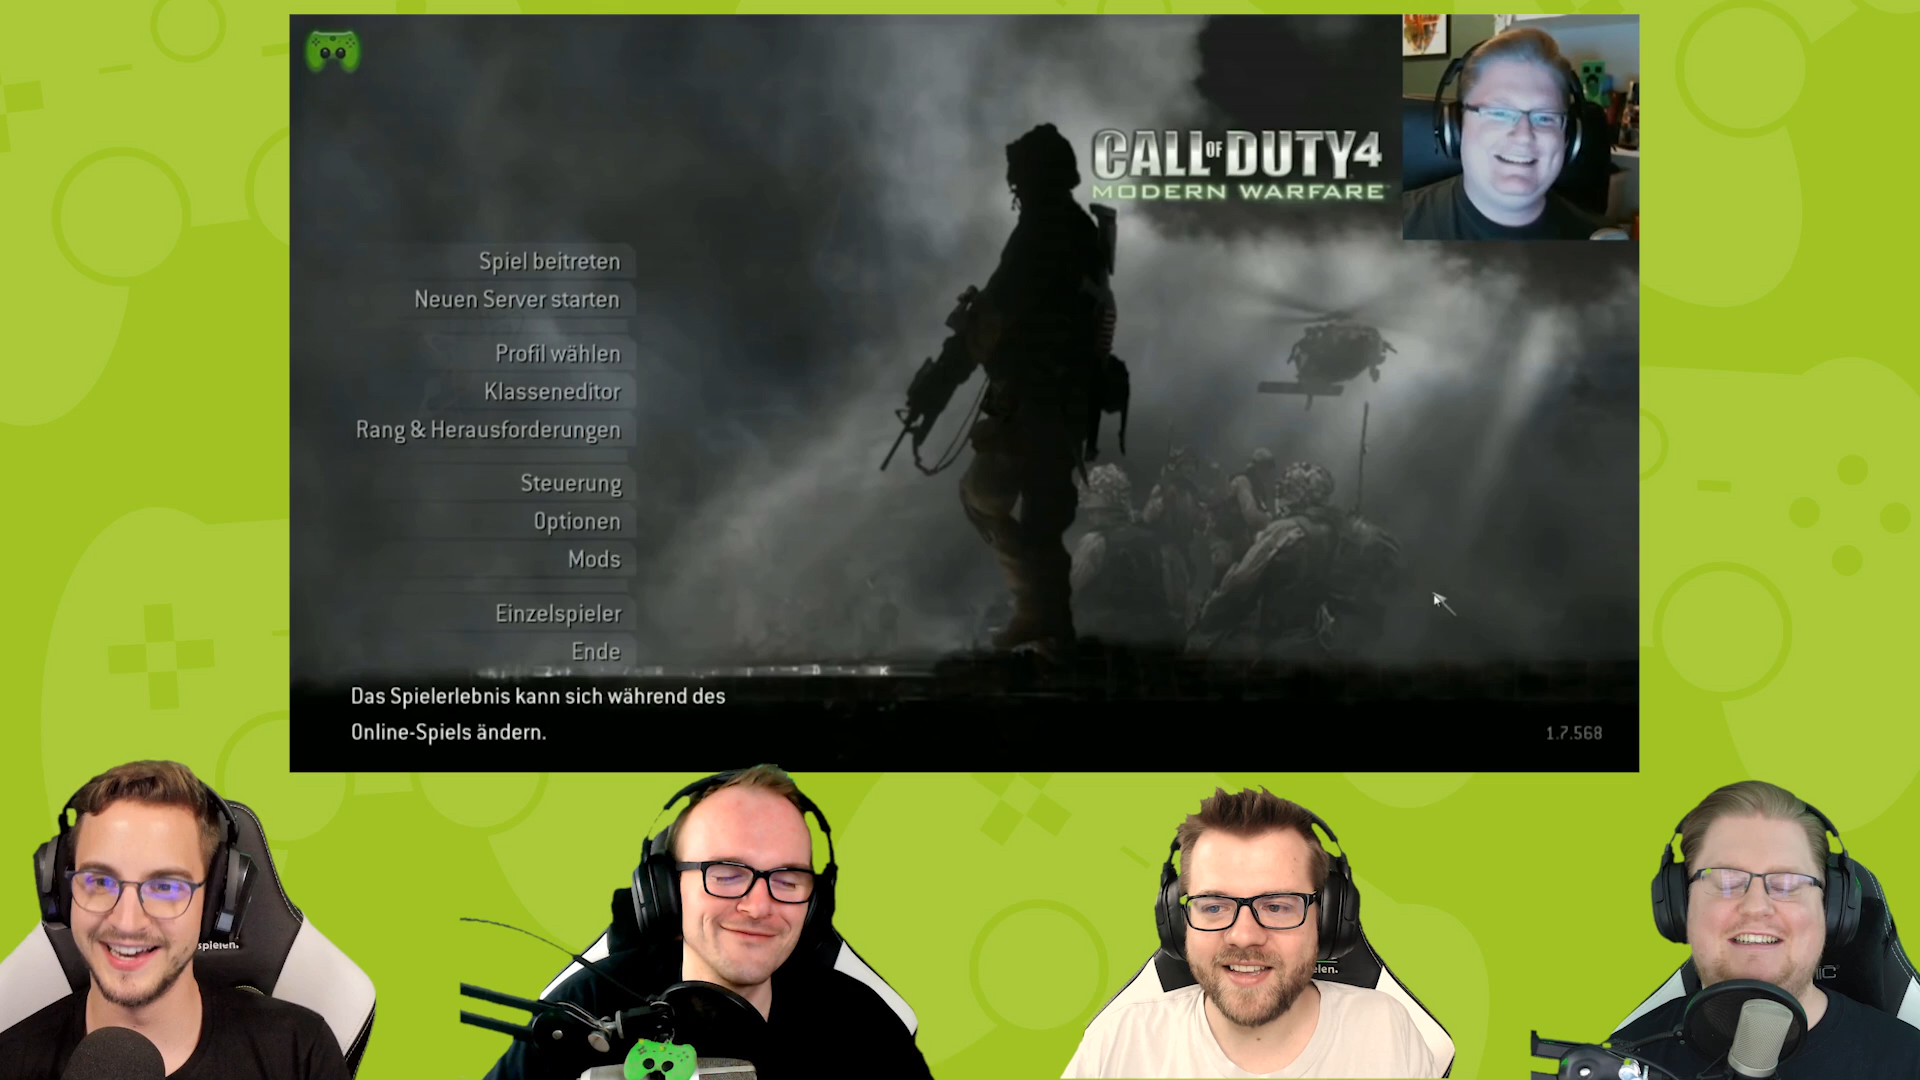 CALL OF DUTY 4
MODERN WARFARE
Spiel beitreten
Neuen Server starten
Profil wählen
Klasseneditor
Rang & Herausforderungen
Steuerung
Optionen
Mods
Einzelspieler
Ende
Das Spielerlebnis kann sich während des
Online-Spiels ändern.
1.7.568
spielen.